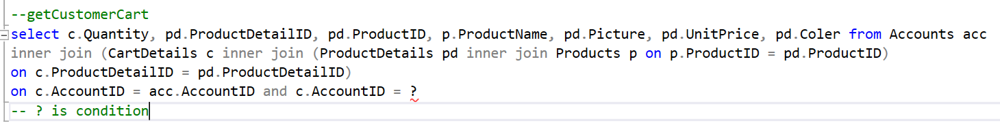 --getCustomerCart
select c.Quantity, pd.ProductDetailID, pd.ProductID, p.ProductName, pd.Picture, pd.UnitPrice, pd.Coler from Accounts acc
inner join (CartDetails c inner join (ProductDetails pd inner join Products p on p.ProductID = pd.ProductID)
on c.ProductDetailID = pd.ProductDetailID)
on c.AccountID = acc.AccountID and c.AccountID = ?
-- ? is condition